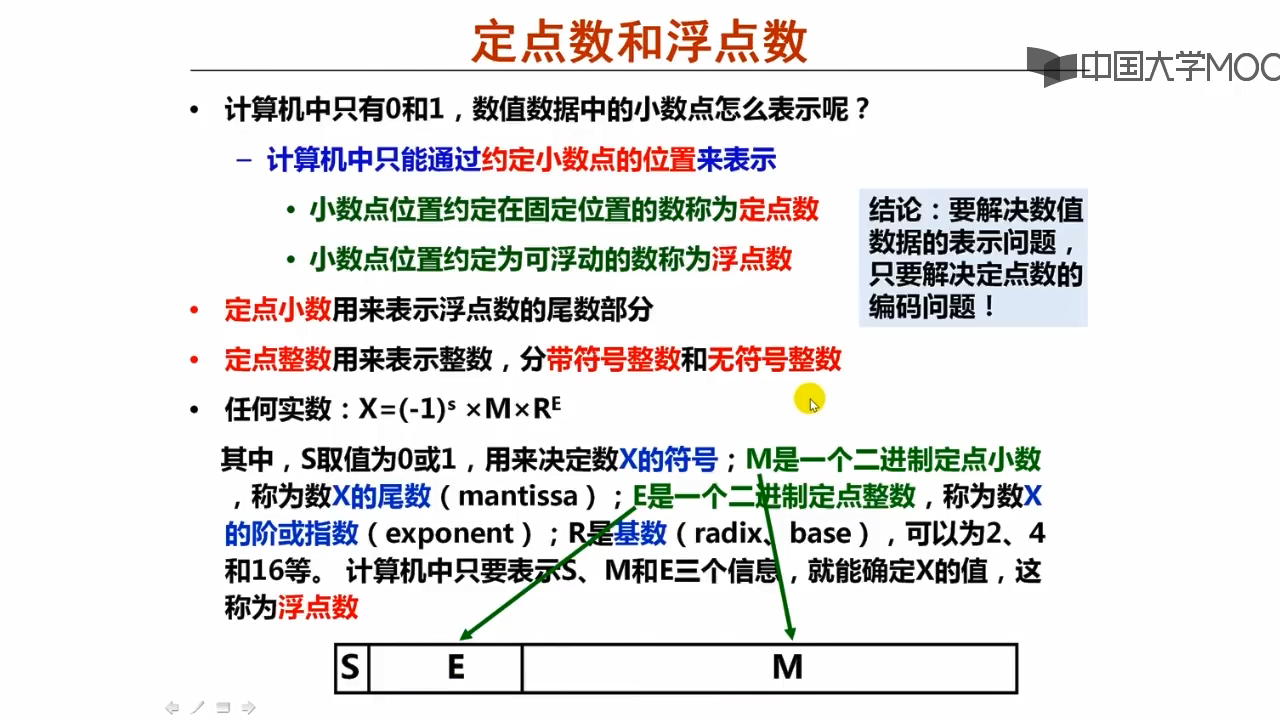 定点数和浮点数
中国大学MOO
• 计算机中只有0和1，数值数据中的小数点怎么表示呢？
– 计算机中只能通过约定小数点的位置来表示
• 小数点位置约定在固定位置的数称为定点数
• 小数点位置约定为可浮动的数称为浮点数
结论：要解决数值
数据的表示问题，
只要解决定点数的
编码问题！
• 定点小数用来表示浮点数的尾数部分
• 定点整数用来表示整数，分带符号整数和无符号整数
• 任何实数：X=(-1)ˢ ×M×Rᴱ
其中，S取值为0或1，用来决定数X的符号；M是一个二进制定点小数
，称为数X的尾数（mantissa）；E是一个二进制定点整数，称为数X
的阶或指数（exponent）；R是基数（radix、base），可以为2、4
和16等。 计算机中只要表示S、M和E三个信息，就能确定X的值，这
称为浮点数
S E M